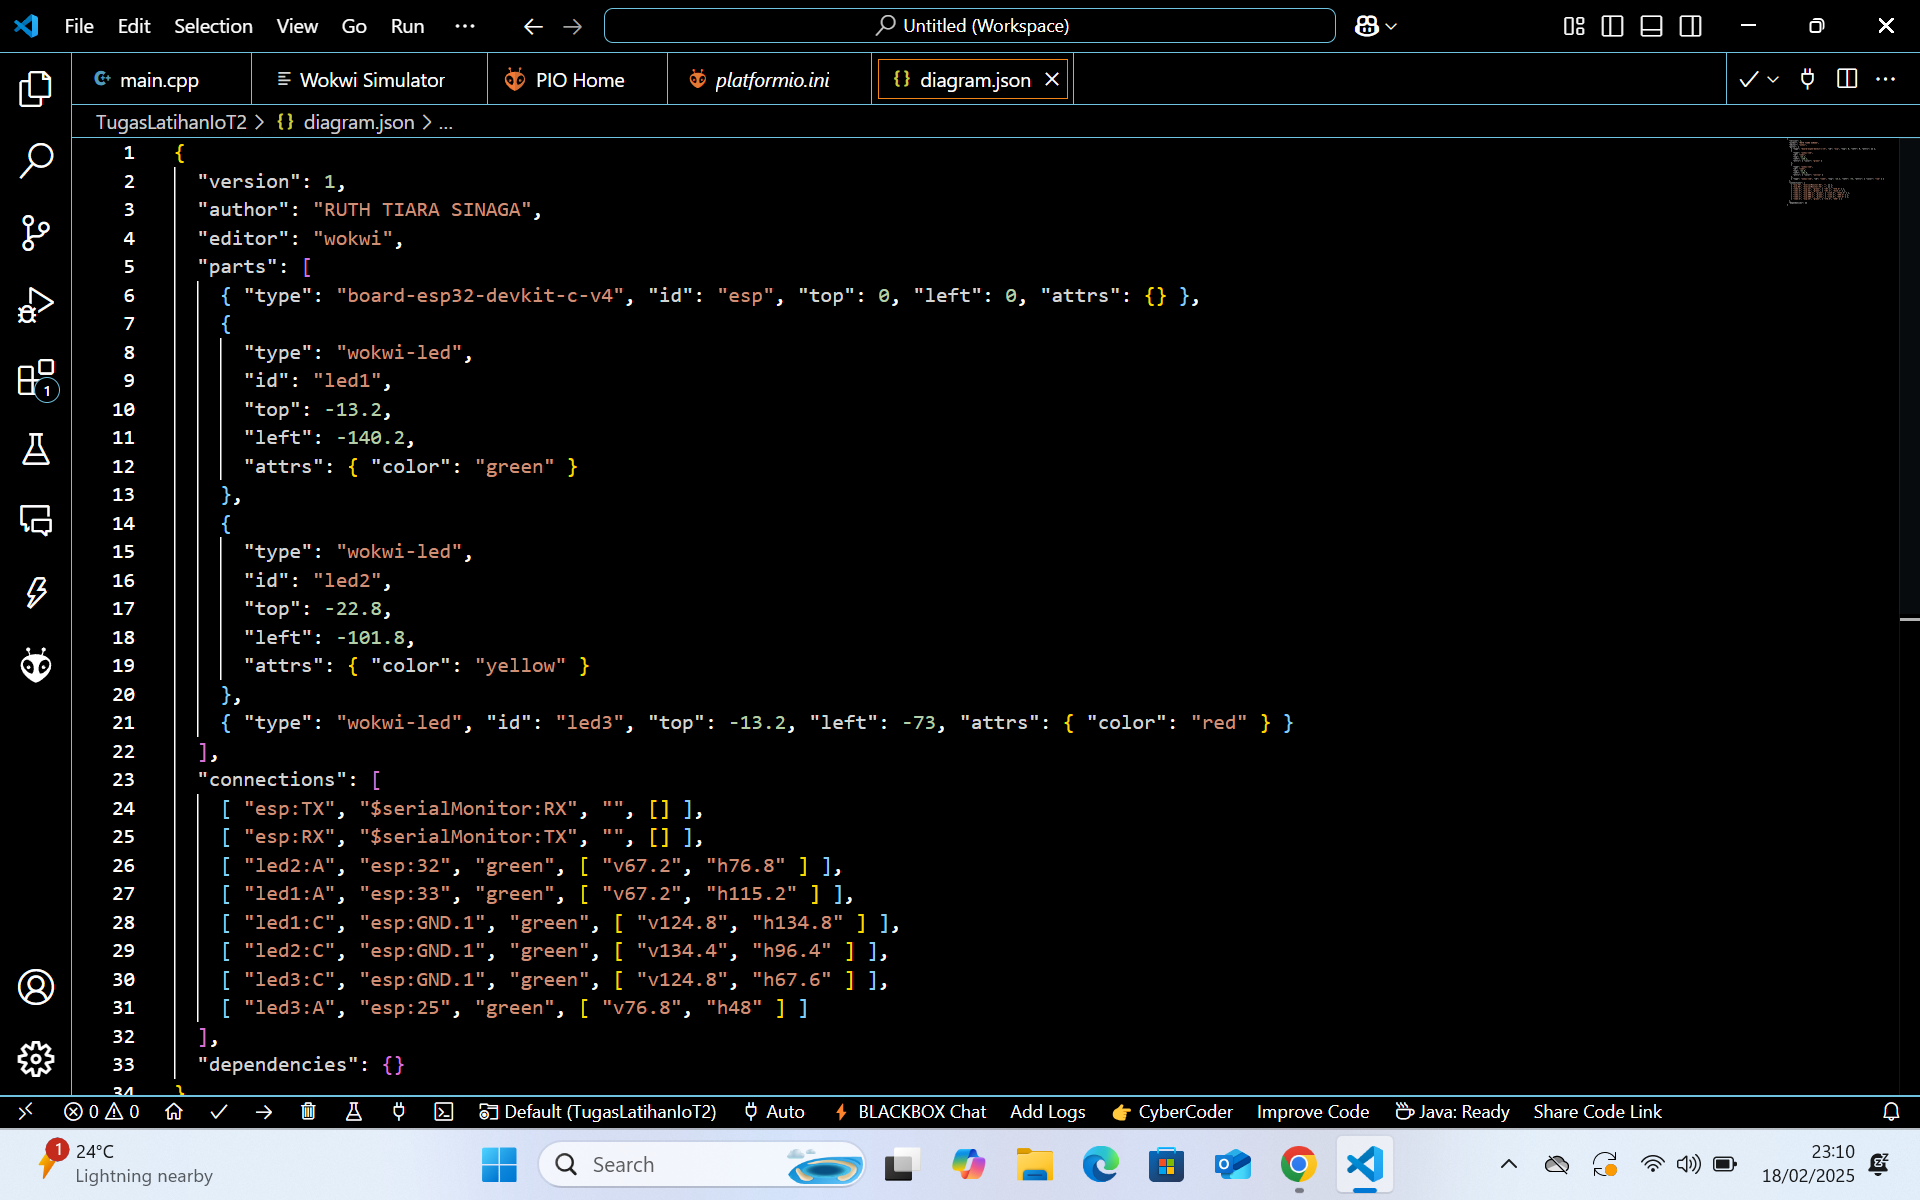 File Edit Selection View Go Run ··· Untitled (Workspace)
main.cpp Wokwi Simulator PIO Home platformio.ini {} diagram.json
TugasLatihanIoT2 > {} diagram.json > ...
1 {
2 "version": 1,
3 "author": "RUTH TIARA SINAGA",
4 "editor": "wokwi",
5 "parts": [
6 { "type": "board-esp32-devkit-c-v4", "id": "esp", "top": 0, "left": 0, "attrs": {} },
7 {
8 "type": "wokwi-led",
9 "id": "led1",
10 "top": -13.2,
11 "left": -140.2,
12 "attrs": { "color": "green" }
13 },
14 {
15 "type": "wokwi-led",
16 "id": "led2",
17 "top": -22.8,
18 "left": -101.8,
19 "attrs": { "color": "yellow" }
20 },
21 { "type": "wokwi-led", "id": "led3", "top": -13.2, "left": -73, "attrs": { "color": "red" } }
22 ],
23 "connections": [
24 [ "esp:TX", "$serialMonitor:RX", "", [] ],
25 [ "esp:RX", "$serialMonitor:TX", "", [] ],
26 [ "led2:A", "esp:32", "green", [ "v67.2", "h76.8" ] ],
27 [ "led1:A", "esp:33", "green", [ "v67.2", "h115.2" ] ],
28 [ "led1:C", "esp:GND.1", "green", [ "v124.8", "h134.8" ] ],
29 [ "led2:C", "esp:GND.1", "green", [ "v134.4", "h96.4" ] ],
30 [ "led3:C", "esp:GND.1", "green", [ "v124.8", "h67.6" ] ],
31 [ "led3:A", "esp:25", "green", [ "v76.8", "h48" ] ]
32 ],
33 "dependencies": {}
34 }
1
0 0 Default (TugasLatihanIoT2) Auto BLACKBOX Chat Add Logs CyberCoder Improve Code Java: Ready Share Code Link
1 24°C
Lightning nearby
Search
23:10
18/02/2025